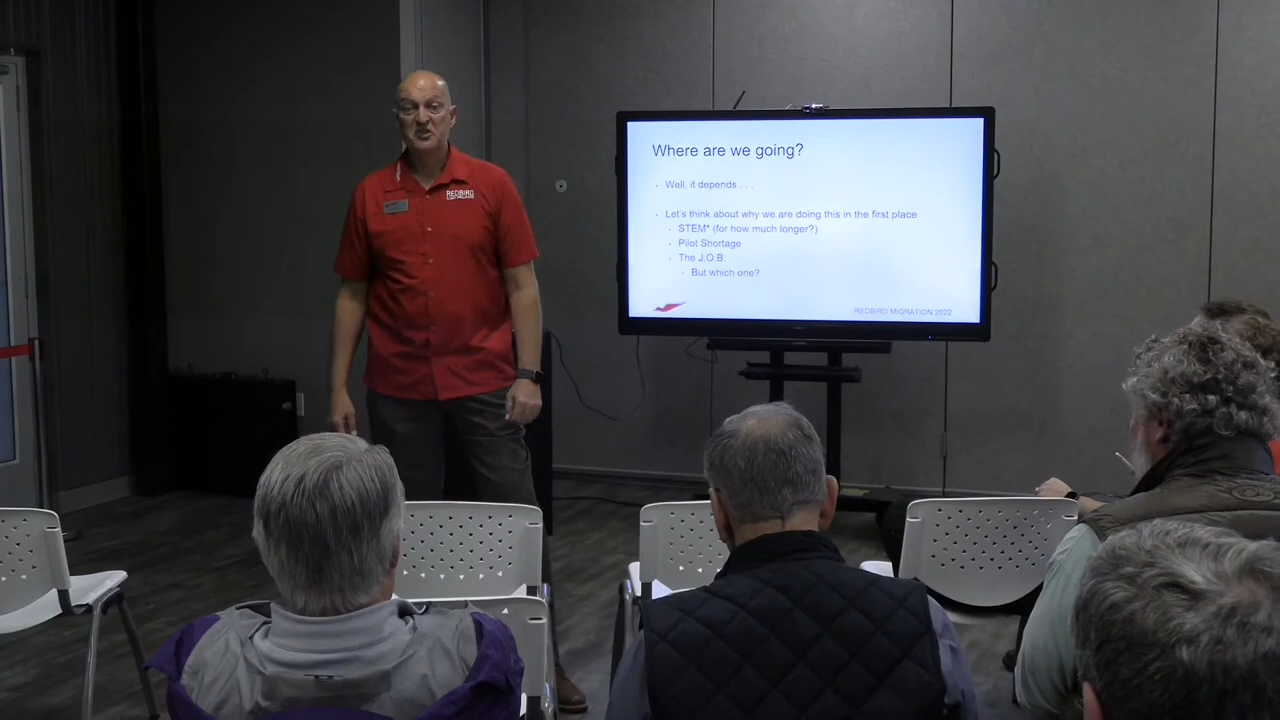 REDBIRD
Where are we going?
Well, it depends . . .
Let's think about why we are doing this in the first place
STEM* (for how much longer?)
Pilot Shortage
The J.O.B.
But which one?
REDBIRD MIGRATION 2022